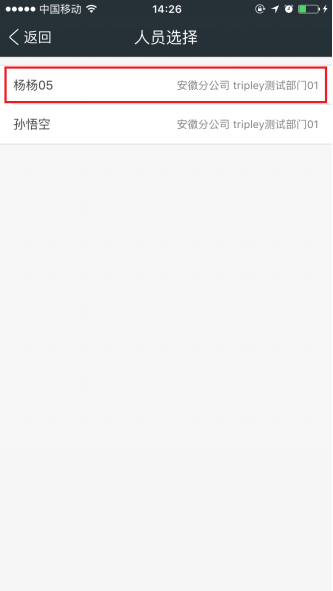 中国移动 14:26
返回 人员选择
杨杨05 安徽分公司 tripley测试部门01
孙悟空 安徽分公司 tripley测试部门01